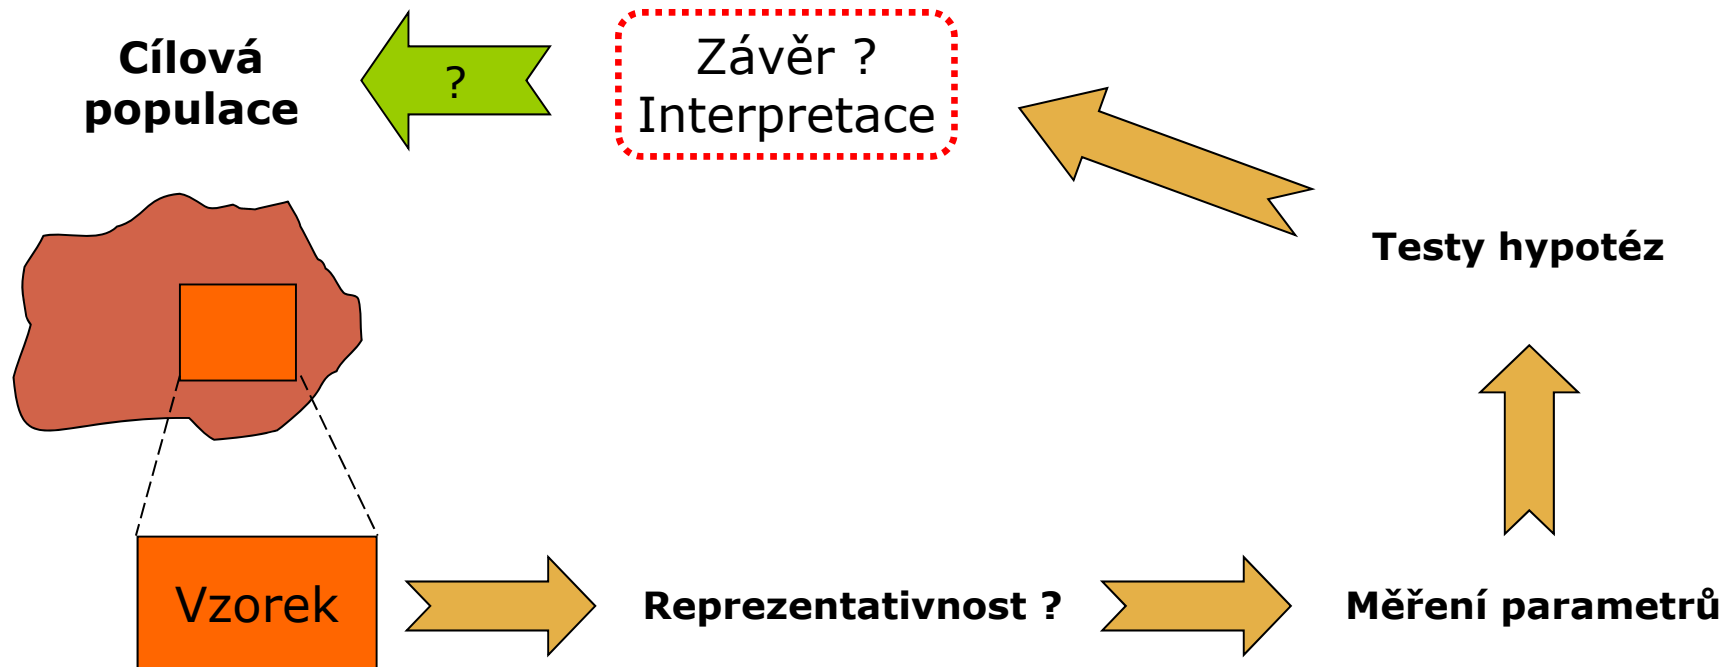 Cílová
populace
?
Závěr ?
Interpretace
Testy hypotéz
Vzorek
Reprezentativnost ?
Měření parametrů